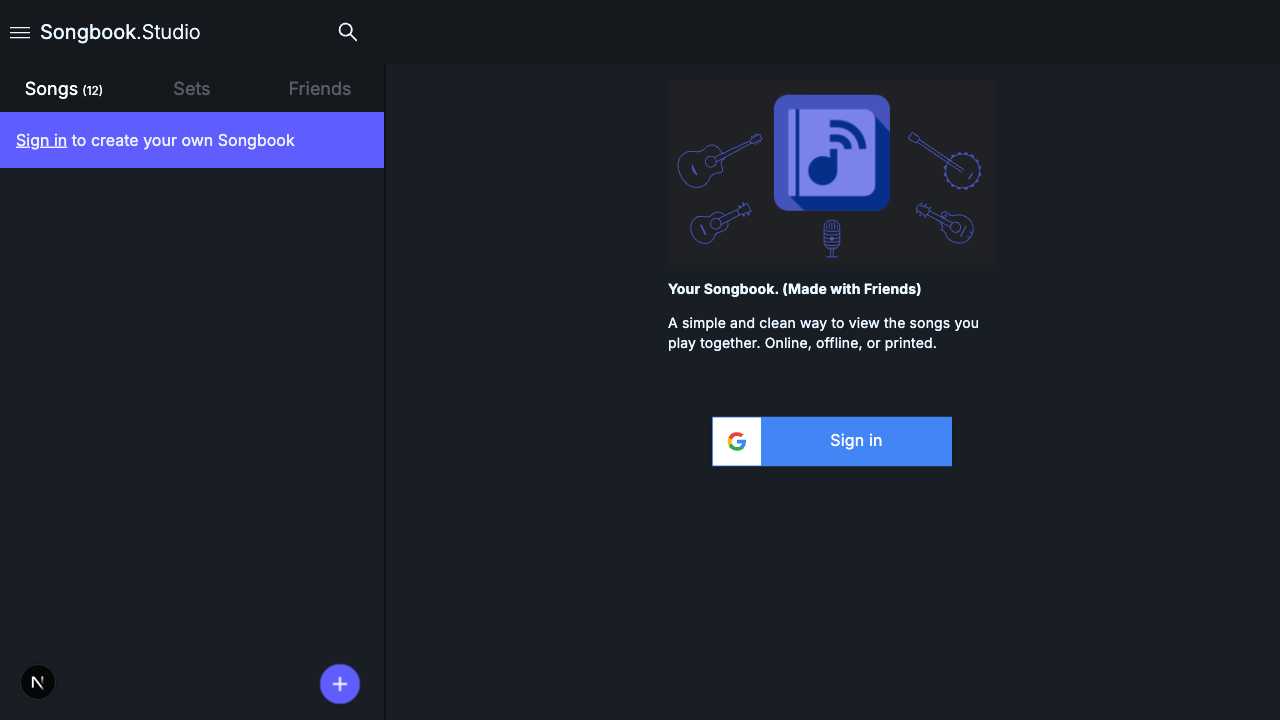 Songbook.Studio
Songs (12)
Sets
Friends
Sign in to create your own Songbook
Your Songbook. (Made with Friends)
A simple and clean way to view the songs you
play together. Online, offline, or printed.
G
Sign in
N
+